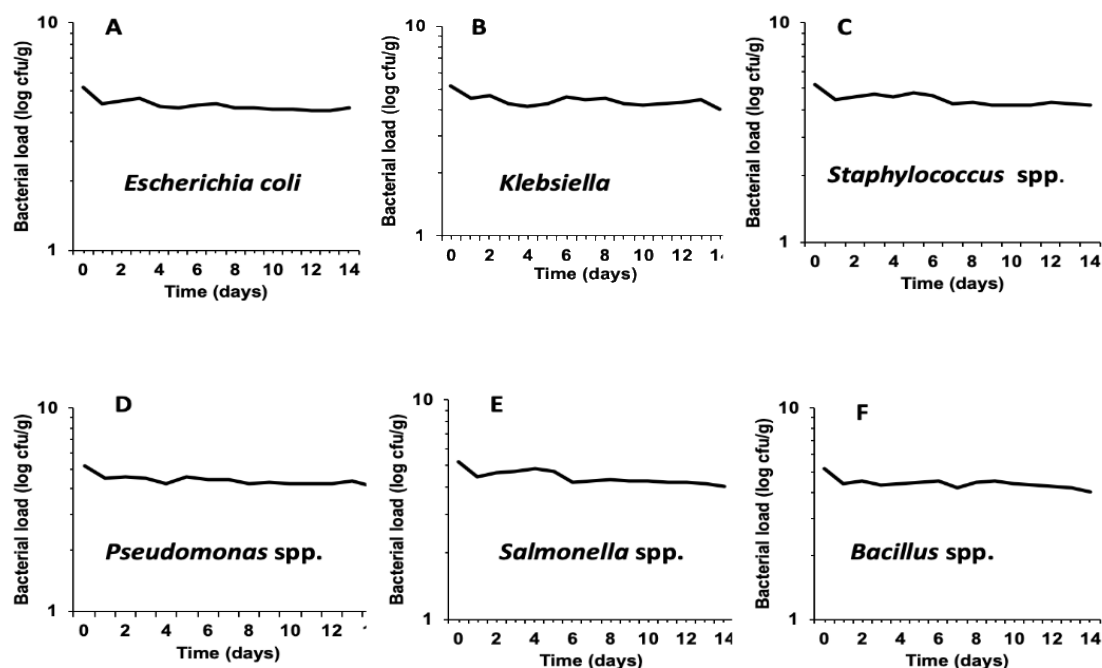 A
Bacterial load (log cfu/g)
10
1
Escherichia coli
0 2 4 6 8 10 12 14
Time (days)
B
Bacterial load (log cfu/g)
10
1
Klebsiella
0 2 4 6 8 10 12 14
Time (days)
C
Bacterial load (log cfu/g)
10
1
Staphylococcus spp.
0 2 4 6 8 10 12 14
Time (days)
D
Bacterial load (log cfu/g)
10
1
Pseudomonas spp.
0 2 4 6 8 10 12
Time (days)
E
Bacterial load (log cfu/g)
10
1
Salmonella spp.
0 2 4 6 8 10 12 14
Time (days)
F
Bacterial load (log cfu/g)
10
1
Bacillus spp.
0 2 4 6 8 10 12 14
Time (days)